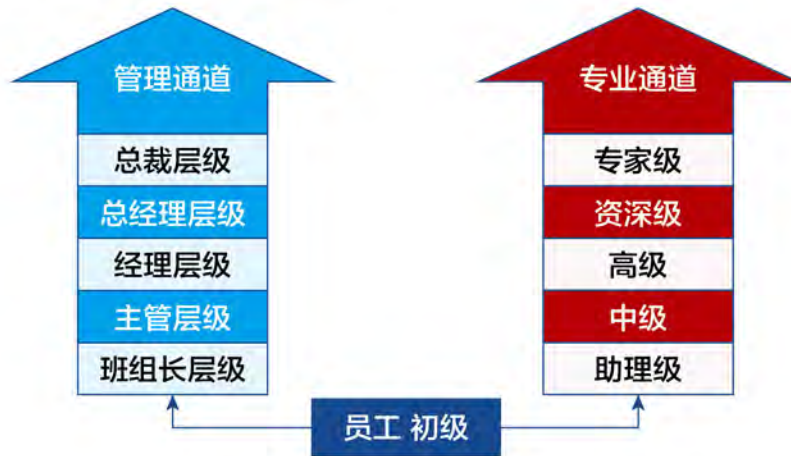 管理通道
总裁层级
总经理层级
经理层级
主管层级
班组长层级
专业通道
专家级
资深级
高级
中级
助理级
员工 初级